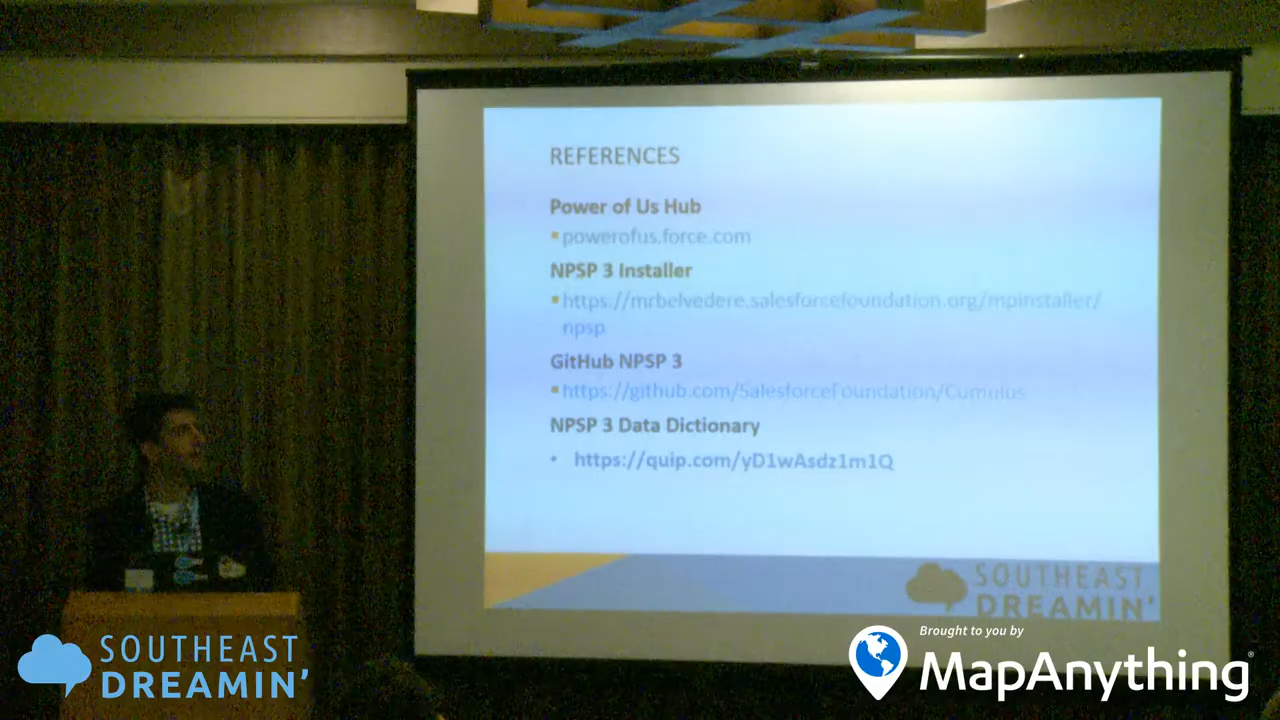 REFERENCES
Power of Us Hub
powerofus.force.com
NPSP 3 Installer
https://mrbelvedere.salesforcefoundation.org/mpinstaller/
npsp
GitHub NPSP 3
https://github.com/SalesforceFoundation/Cumulus
NPSP 3 Data Dictionary
• https://quip.com/yD1wAsdz1m1Q
SOUTHEAST
DREAMIN'
SOUTHEAST
DREAMIN'
Brought to you by
MapAnything®